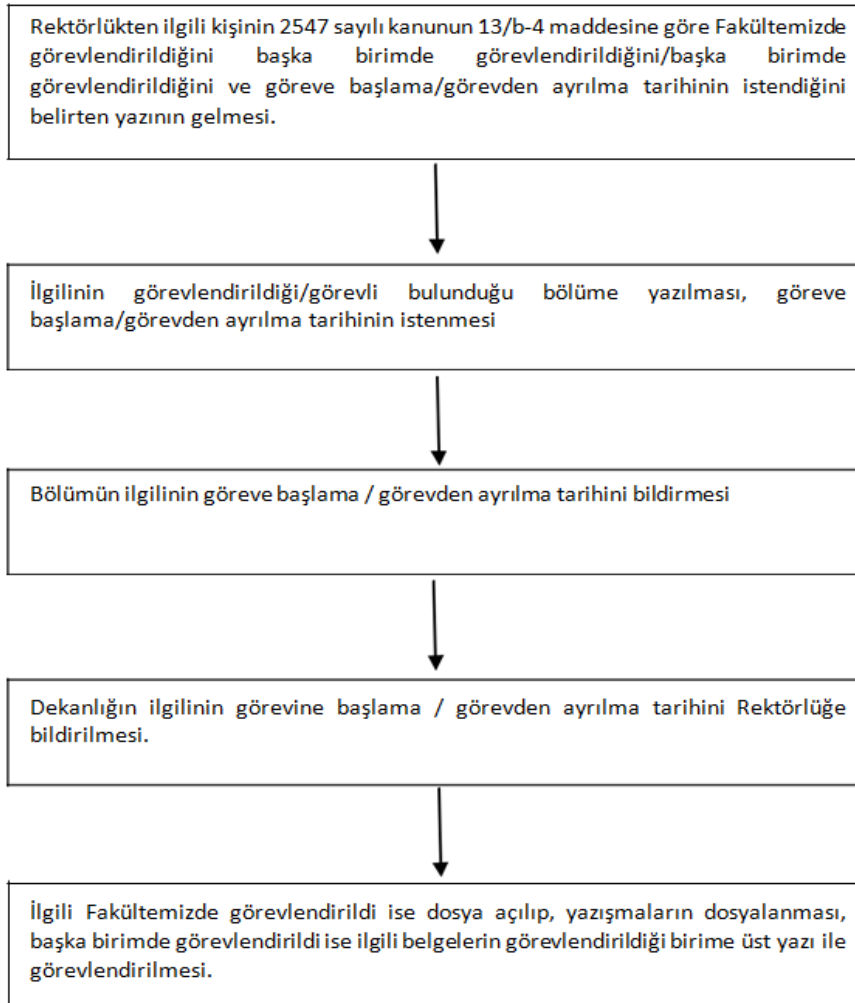 Rektörlükten ilgili kişinin 2547 sayılı kanunun 13/b-4 maddesine göre Fakültemizde
görevlendirildiğini başka birimde görevlendirildiğini/başka birimde
görevlendirildiğini ve göreve başlama/görevden ayrılma tarihinin istendiğini
belirten yazının gelmesi.
İlgilinin görevlendirildiği/görevli bulunduğu bölüme yazılması, göreve
başlama/görevden ayrılma tarihinin istenmesi
Bölümün ilgilinin göreve başlama / görevden ayrılma tarihini bildirmesi
Dekanlığın ilgilinin görevine başlama / görevden ayrılma tarihini Rektörlüğe
bildirilmesi.
İlgili Fakültemizde görevlendirildi ise dosya açılıp, yazışmaların dosyalanması,
başka birimde görevlendirildi ise ilgili belgelerin görevlendirildiği birime üst yazı ile
görevlendirilmesi.